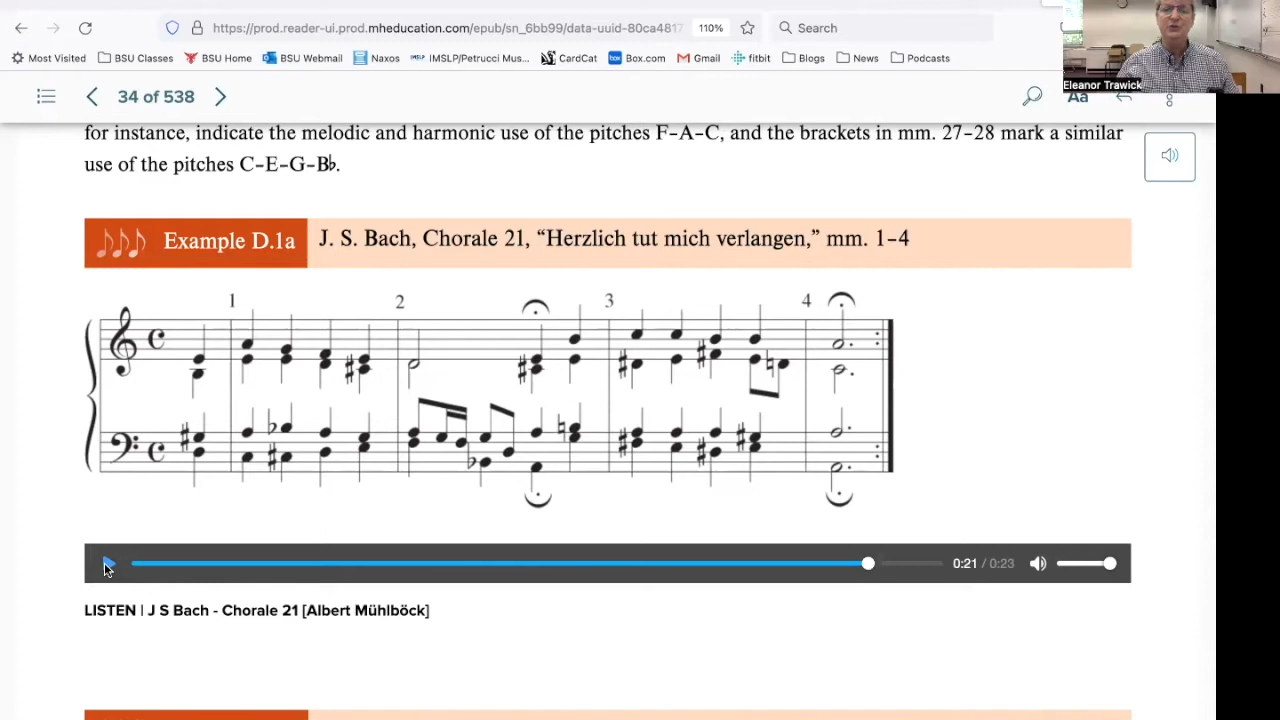 https://prod.reader-ui.prod.mheducation.com/epub/sn_6bb99/data-uuid-80ca4817 110% Search
Most Visited BSU Classes BSU Home BSU Webmail Naxos IMSLP/Petrucci Mus... CardCat Box.com Gmail fitbit Blogs News Podcasts
Eleanor Trawick
34 of 538 Aa
for instance, indicate the melodic and harmonic use of the pitches F–A–C, and the brackets in mm. 27–28 mark a similar
use of the pitches C–E–G–B♭.
Example D.1a J. S. Bach, Chorale 21, “Herzlich tut mich verlangen,” mm. 1–4
1 2 3 4
0:21 / 0:23
LISTEN | J S Bach - Chorale 21 [Albert Mühlböck]